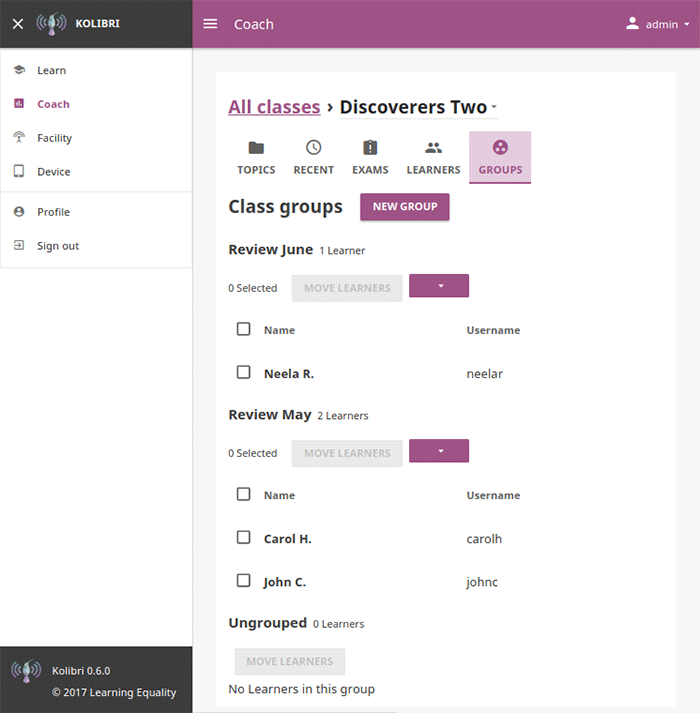 KOLIBRI
Coach
admin
Learn
Coach
Facility
Device
Profile
Sign out
All classes › Discoverers Two
TOPICS RECENT EXAMS LEARNERS GROUPS
Class groups NEW GROUP
Review June 1 Learner
0 Selected MOVE LEARNERS
Name Username
Neela R. neelar
Review May 2 Learners
0 Selected MOVE LEARNERS
Name Username
Carol H. carolh
John C. johnc
Ungrouped 0 Learners
MOVE LEARNERS
No Learners in this group
Kolibri 0.6.0
© 2017 Learning Equality